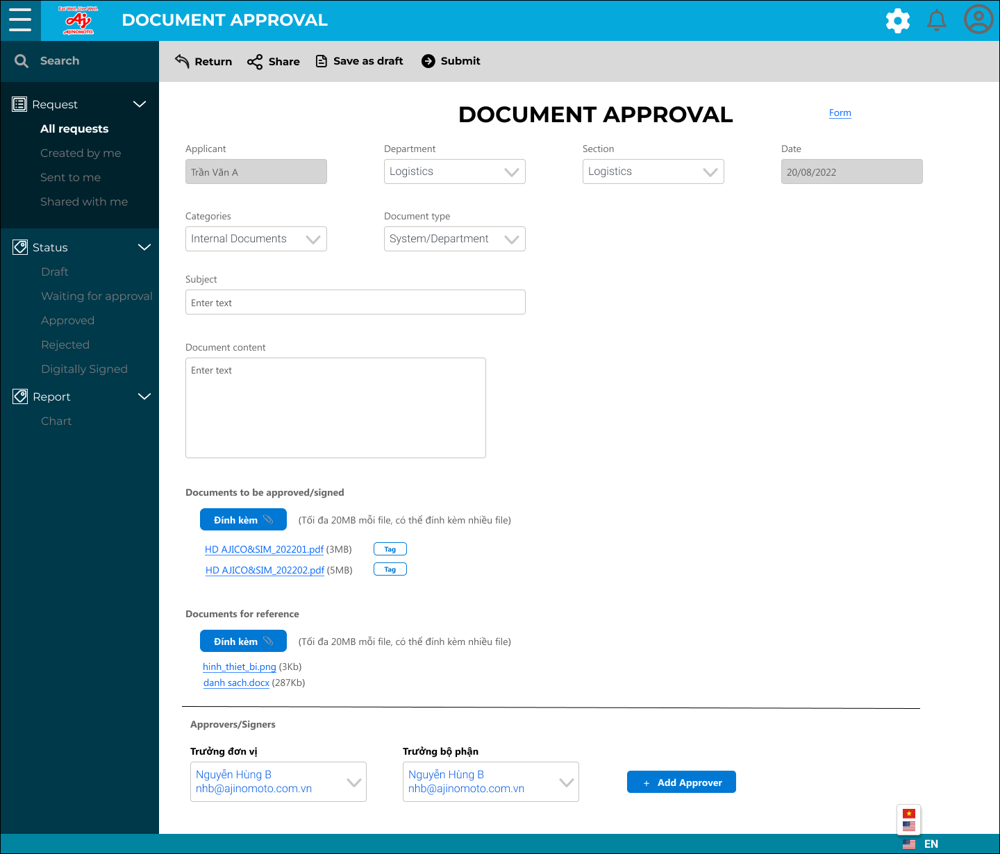 Eat Well, Live Well.
Aj
AJINOMOTO
DOCUMENT APPROVAL
Search
Return
Share
Save as draft
Submit
Request
All requests
Created by me
Sent to me
Shared with me
Status
Draft
Waiting for approval
Approved
Rejected
Digitally Signed
Report
Chart
DOCUMENT APPROVAL
Form
Applicant
Department
Section
Date
Trần Văn A
Logistics
Logistics
20/08/2022
Categories
Document type
Internal Documents
System/Department
Subject
Enter text
Document content
Enter text
Documents to be approved/signed
Đính kèm
(Tối đa 20MB mỗi file, có thể đính kèm nhiều file)
HD AJICO&SIM_202201.pdf (3MB)
Tag
HD AJICO&SIM_202202.pdf (5MB)
Tag
Documents for reference
Đính kèm
(Tối đa 20MB mỗi file, có thể đính kèm nhiều file)
hinh_thiet_bi.png (3Kb)
danh sach.docx (287Kb)
Approvers/Signers
Trưởng đơn vị
Trưởng bộ phận
Nguyễn Hùng B
nhb@ajinomoto.com.vn
Nguyễn Hùng B
nhb@ajinomoto.com.vn
+ Add Approver
EN